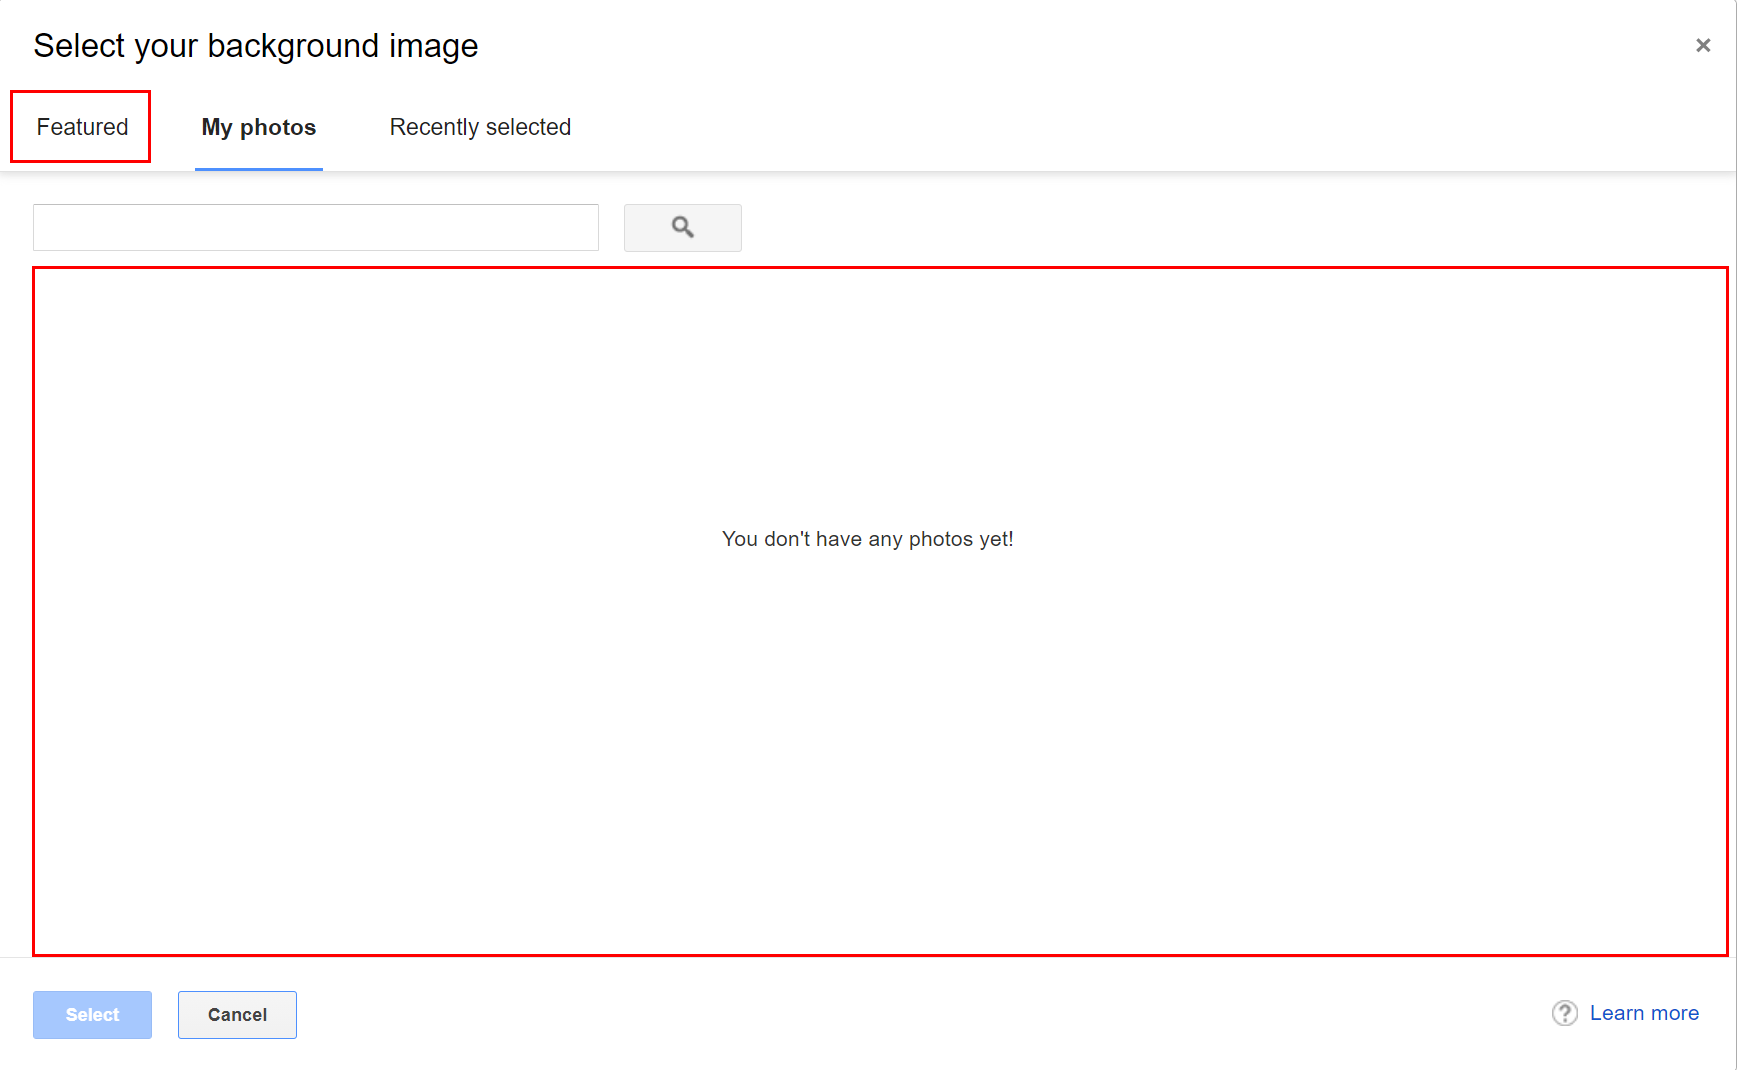 Select your background image
×
Featured My photos Recently selected
You don't have any photos yet!
Select Cancel ? Learn more